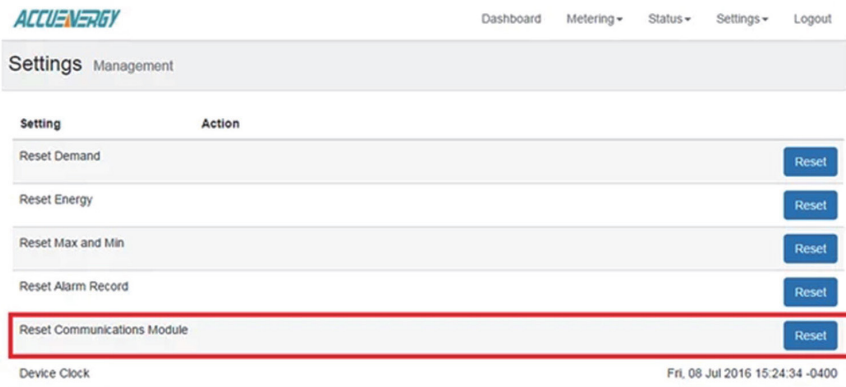 ACCUENERGY Dashboard Metering Status Settings Logout
Settings Management
Setting Action
Reset Demand Reset
Reset Energy Reset
Reset Max and Min Reset
Reset Alarm Record Reset
Reset Communications Module Reset
Device Clock Fri, 08 Jul 2016 15:24:34 -0400